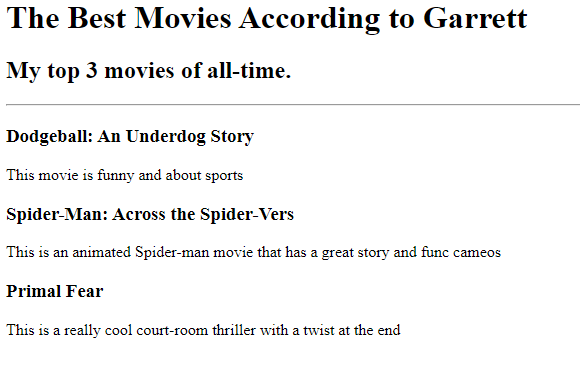 The Best Movies According to Garrett
My top 3 movies of all-time.
Dodgeball: An Underdog Story
This movie is funny and about sports
Spider-Man: Across the Spider-Vers
This is an animated Spider-man movie that has a great story and func cameos
Primal Fear
This is a really cool court-room thriller with a twist at the end